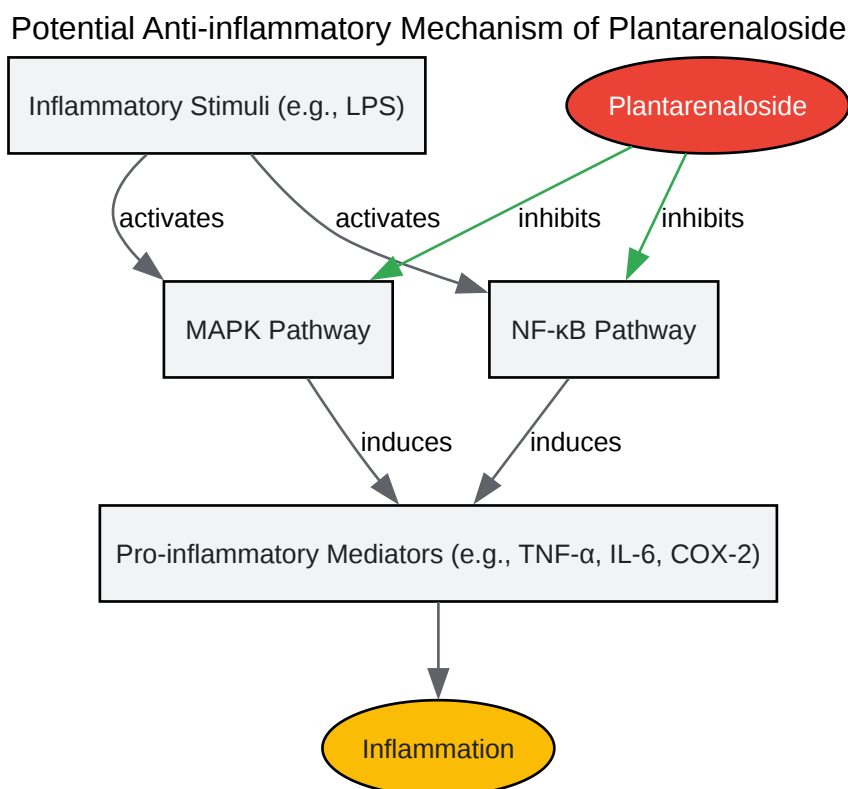 Potential Anti-inflammatory Mechanism of Plantarenaloside
Inflammatory Stimuli (e.g., LPS)
Plantarenaloside
activates
activates
inhibits
inhibits
MAPK Pathway
NF-κB Pathway
induces
induces
Pro-inflammatory Mediators (e.g., TNF-α, IL-6, COX-2)
Inflammation